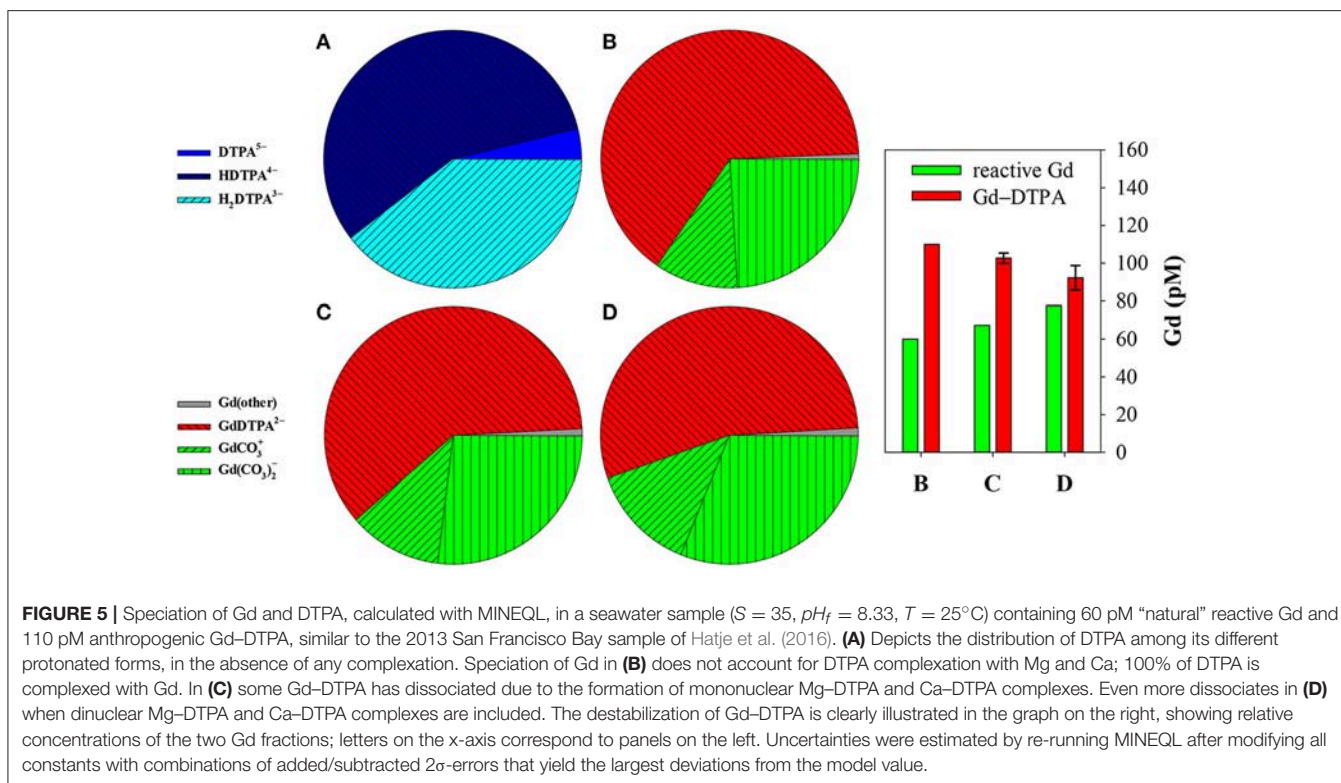 A
B
DTPA⁵⁻
HDTPA⁴⁻
H₂DTPA³⁻
C
D
Gd(other)
GdDTPA²⁻
GdCO₃⁺
Gd(CO₃)₂⁻
reactive Gd
Gd–DTPA
160
140
120
100
80
60
40
20
0
Gd (pM)
B C D
FIGURE 5 | Speciation of Gd and DTPA, calculated with MINEQL, in a seawater sample (S = 35, pH_f = 8.33, T = 25°C) containing 60 pM “natural” reactive Gd and
110 pM anthropogenic Gd–DTPA, similar to the 2013 San Francisco Bay sample of Hatje et al. (2016). (A) Depicts the distribution of DTPA among its different
protonated forms, in the absence of any complexation. Speciation of Gd in (B) does not account for DTPA complexation with Mg and Ca; 100% of DTPA is
complexed with Gd. In (C) some Gd–DTPA has dissociated due to the formation of mononuclear Mg–DTPA and Ca–DTPA complexes. Even more dissociates in (D)
when dinuclear Mg–DTPA and Ca–DTPA complexes are included. The destabilization of Gd–DTPA is clearly illustrated in the graph on the right, showing relative
concentrations of the two Gd fractions; letters on the x-axis correspond to panels on the left. Uncertainties were estimated by re-running MINEQL after modifying all
constants with combinations of added/subtracted 2σ-errors that yield the largest deviations from the model value.